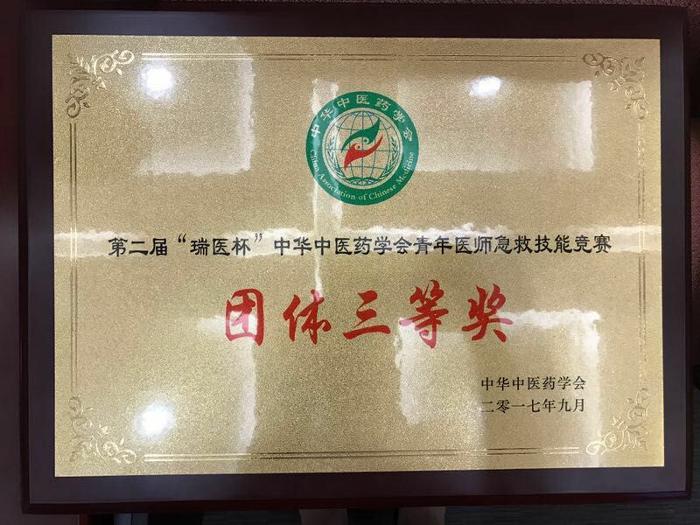 中华中医药学会
China Association of Chinese Medicine
第二届“瑞医杯”中华中医药学会青年医师急救技能竞赛
团体三等奖
中华中医药学会
二零一七年九月